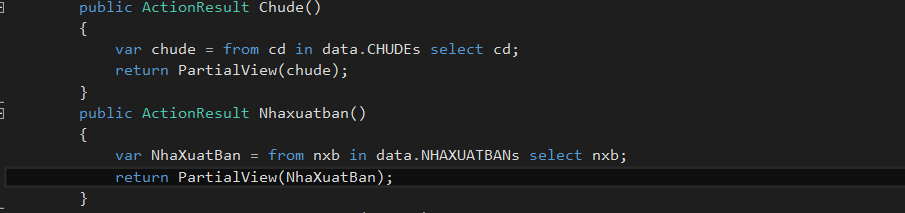 public ActionResult Chude()
{
var chude = from cd in data.CHUDEs select cd;
return PartialView(chude);
}
public ActionResult Nhaxuatban()
{
var NhaXuatBan = from nxb in data.NHAXUATBANs select nxb;
return PartialView(NhaXuatBan);
}